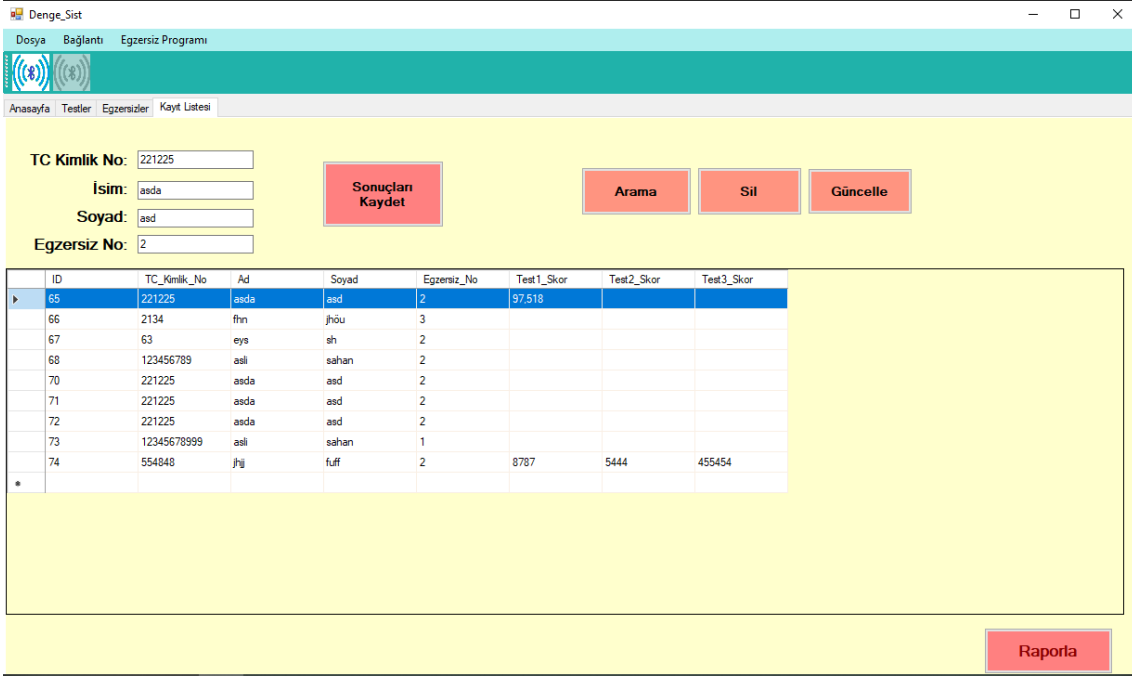 Denge_Sist
Dosya Bağlantı Egzersiz Programı
Anasayfa Testler Egzersizler Kayıt Listesi
TC Kimlik No: 221225
İsim: asda
Soyad: asd
Egzersiz No: 2
Sonuçları
Kaydet
Arama Sil Güncelle
ID TC_Kimlik_No Ad Soyad Egzersiz_No Test1_Skor Test2_Skor Test3_Skor
65 221225 asda asd 2 97,518
66 2134 fhn jhöu 3
67 63 eys sh 2
68 123456789 asli sahan 2
70 221225 asda asd 2
71 221225 asda asd 2
72 221225 asda asd 2
73 12345678999 asli sahan 1
74 554848 jhjj fuff 2 8787 5444 455454
Raporla